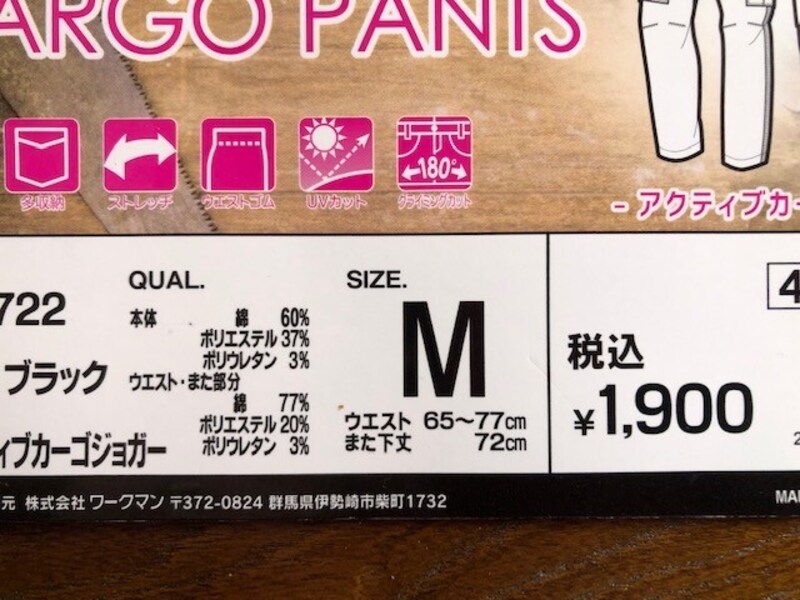 ARGO PANTS
多収納
ストレッチ
ウエストゴム
UVカット
180°
クライミングカット
- アクティブカー
722
ブラック
ィブカーゴジョガー
QUAL.
本体 綿 60%
ポリエステル 37%
ポリウレタン 3%
ウエスト・また部分
綿 77%
ポリエステル 20%
ポリウレタン 3%
SIZE.
M
ウエスト 65～77cm
また下丈 72cm
4
税込
¥1,900
2
元 株式会社 ワークマン 〒372-0824 群馬県伊勢崎市柴町1732
MA